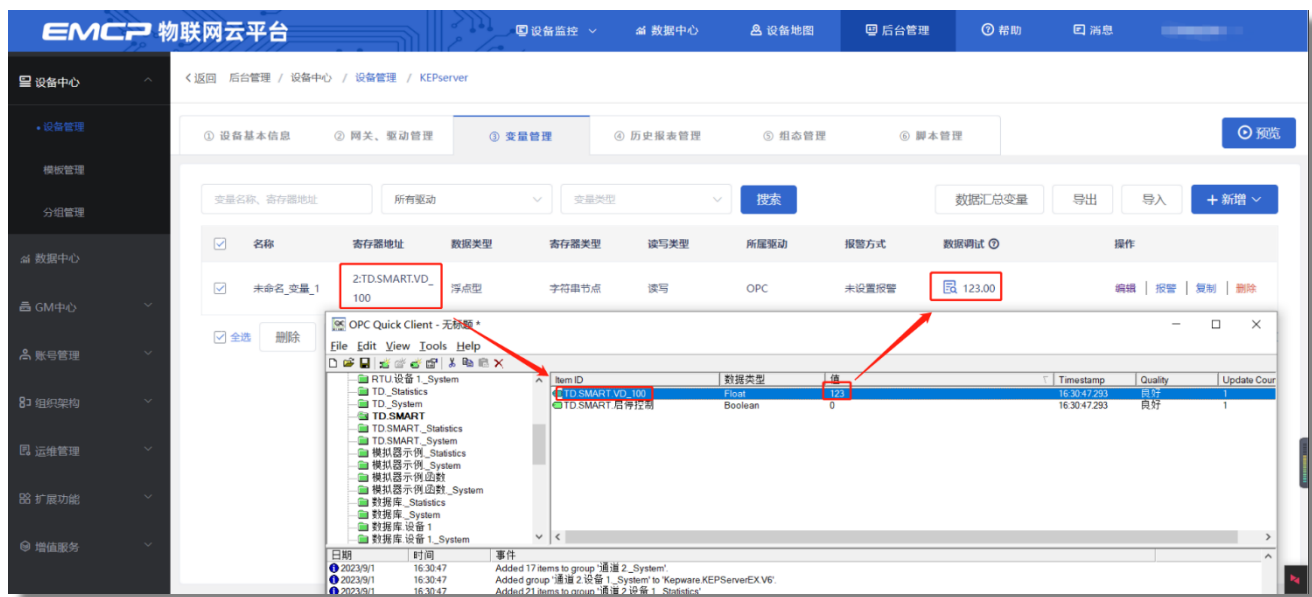 EMCP 物联网云平台 设备监控 数据中心 设备地图 后台管理 帮助 消息
设备中心
设备管理
模板管理
分组管理
数据中心
GM中心
账号管理
组织架构
运维管理
扩展功能
增值服务
返回 后台管理 / 设备中心 / 设备管理 / KEPserver
① 设备基本信息 ② 网关、驱动管理 ③ 变量管理 ④ 历史报表管理 ⑤ 组态管理 ⑥ 脚本管理 预览
变量名称、寄存器地址 所有驱动 变量类型 搜索 数据汇总变量 导出 导入 +新增
名称 寄存器地址 数据类型 寄存器类型 读写类型 所属驱动 报警方式 数据调试 操作
未命名_变量_1 2:TD.SMART.VD_100 浮点型 字符串节点 读写 OPC 未设置报警 123.00 编辑 报警 复制 删除
全选 删除
OPC Quick Client - 无标题 *
File Edit View Tools Help
RTU.设备 1._System
TD._Statistics
TD._System
TD.SMART
TD.SMART._Statistics
TD.SMART._System
模拟器示例._Statistics
模拟器示例._System
模拟器示例.函数
模拟器示例.函数._System
数据库._Statistics
数据库._System
数据库.设备 1
数据库.设备 1._System
Item ID 数据类型 值 Timestamp Quality Update Coun
TD.SMART.VD_100 Float 123 16:30:47.293 良好 1
TD.SMART.启停控制 Boolean 0 16:30:47.293 良好 1
日期 时间 事件
2023/9/1 16:30:47 Added 17 items to group '通道 2._System'.
2023/9/1 16:30:47 Added group '通道 2.设备 1._System' to 'Kepware.KEPServerEX.V6'.
2023/9/1 16:30:47 Added 21 items to group '通道 2.设备 1._Statistics'